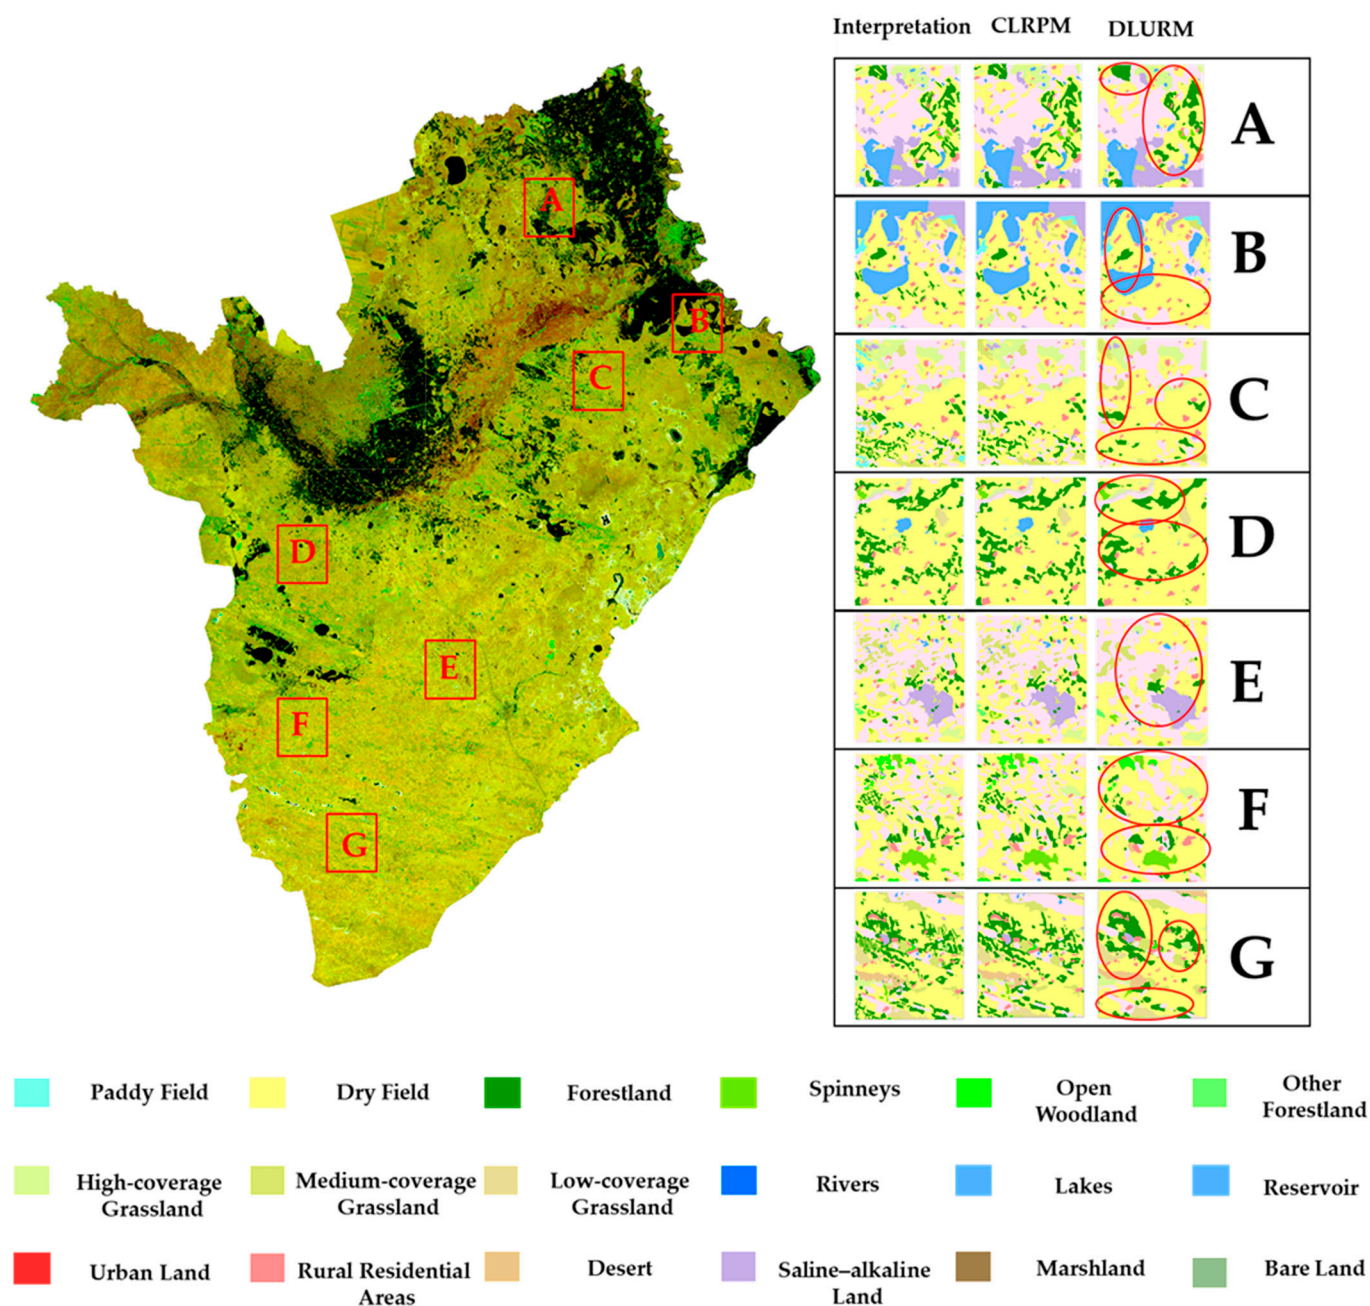 Interpretation CLRPM DLURM
A
B
C
D
E
F
G
A
B
C
D
E
F
G
Paddy Field
Dry Field
Forestland
Spinneys
Open
Woodland
Other
Forestland
High-coverage
Grassland
Medium-coverage
Grassland
Low-coverage
Grassland
Rivers
Lakes
Reservoir
Urban Land
Rural Residential
Areas
Desert
Saline–alkaline
Land
Marshland
Bare Land